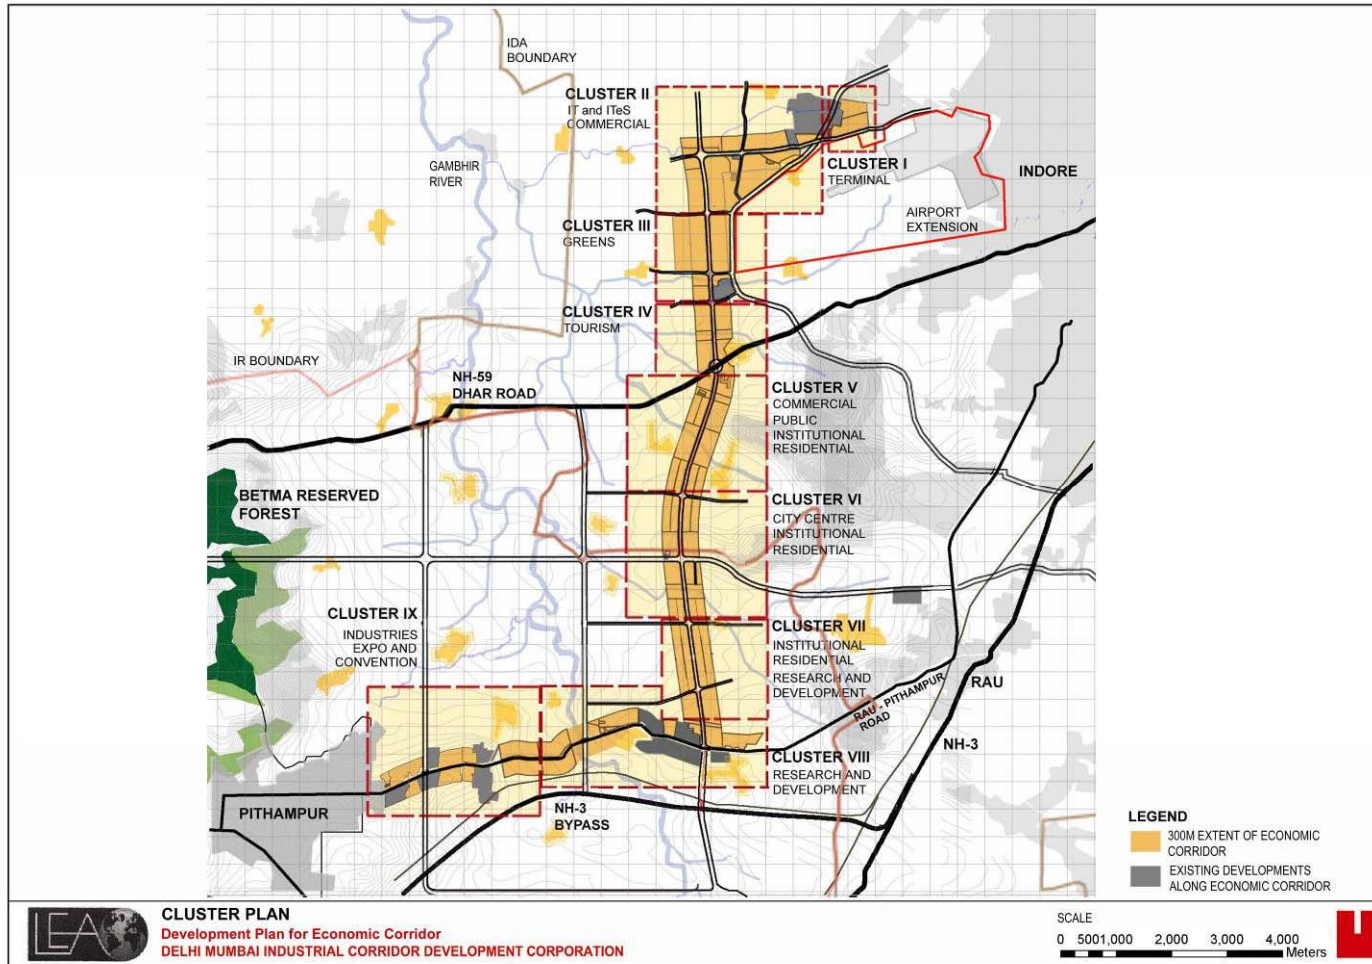 IDA
BOUNDARY
CLUSTER II
IT and ITeS
COMMERCIAL
GAMBHIR
RIVER
CLUSTER I
TERMINAL
INDORE
AIRPORT
EXTENSION
CLUSTER III
GREENS
CLUSTER IV
TOURISM
IR BOUNDARY
NH-59
DHAR ROAD
CLUSTER V
COMMERCIAL
PUBLIC
INSTITUTIONAL
RESIDENTIAL
BETMA RESERVED
FOREST
CLUSTER VI
CITY CENTRE
INSTITUTIONAL
RESIDENTIAL
CLUSTER IX
INDUSTRIES
EXPO AND
CONVENTION
CLUSTER VII
INSTITUTIONAL
RESIDENTIAL
RESEARCH AND
DEVELOPMENT
RAU - PITHAMPUR
ROAD
RAU
NH-3
CLUSTER VIII
RESEARCH AND
DEVELOPMENT
PITHAMPUR
NH-3
BYPASS
LEGEND
300M EXTENT OF ECONOMIC
CORRIDOR
EXISTING DEVELOPMENTS
ALONG ECONOMIC CORRIDOR
LEA
CLUSTER PLAN
Development Plan for Economic Corridor
DELHI MUMBAI INDUSTRIAL CORRIDOR DEVELOPMENT CORPORATION
SCALE
0 5001,000 2,000 3,000 4,000
Meters